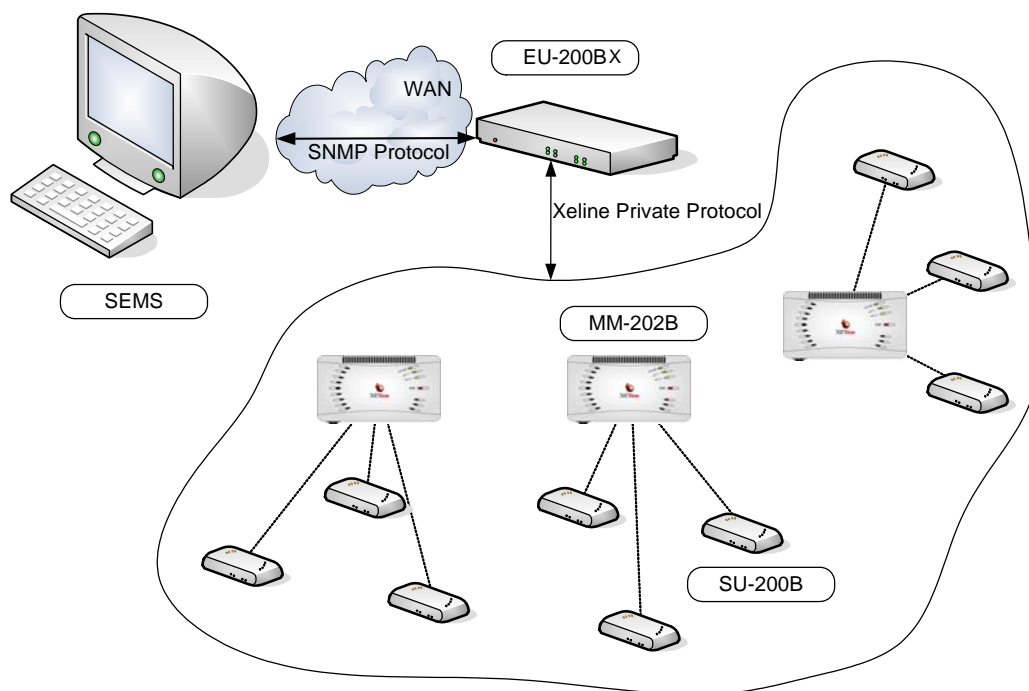 EU-200BX
WAN
SNMP Protocol
Xeline Private Protocol
SEMS
MM-202B
SU-200B